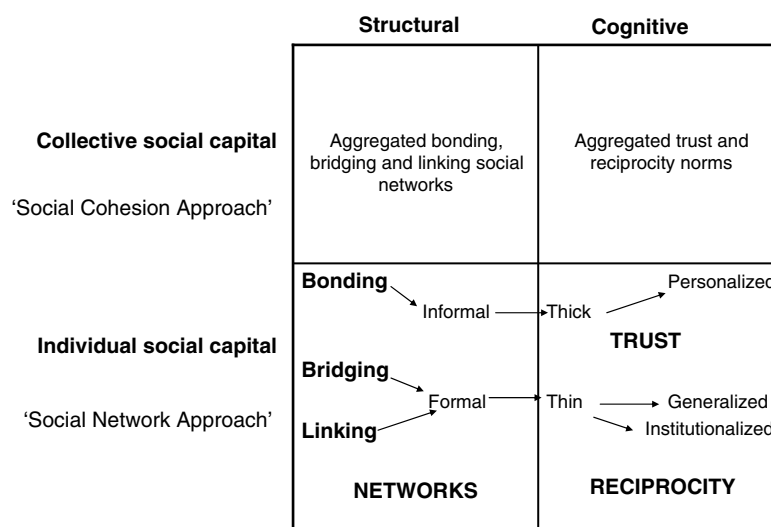 Structural
Cognitive
Collective social capital
'Social Cohesion Approach'
Aggregated bonding,
bridging and linking social
networks
Aggregated trust and
reciprocity norms
Individual social capital
'Social Network Approach'
Bonding
Informal
Thick
Personalized
TRUST
Bridging
Formal
Thin
Generalized
Linking
Institutionalized
NETWORKS
RECIPROCITY